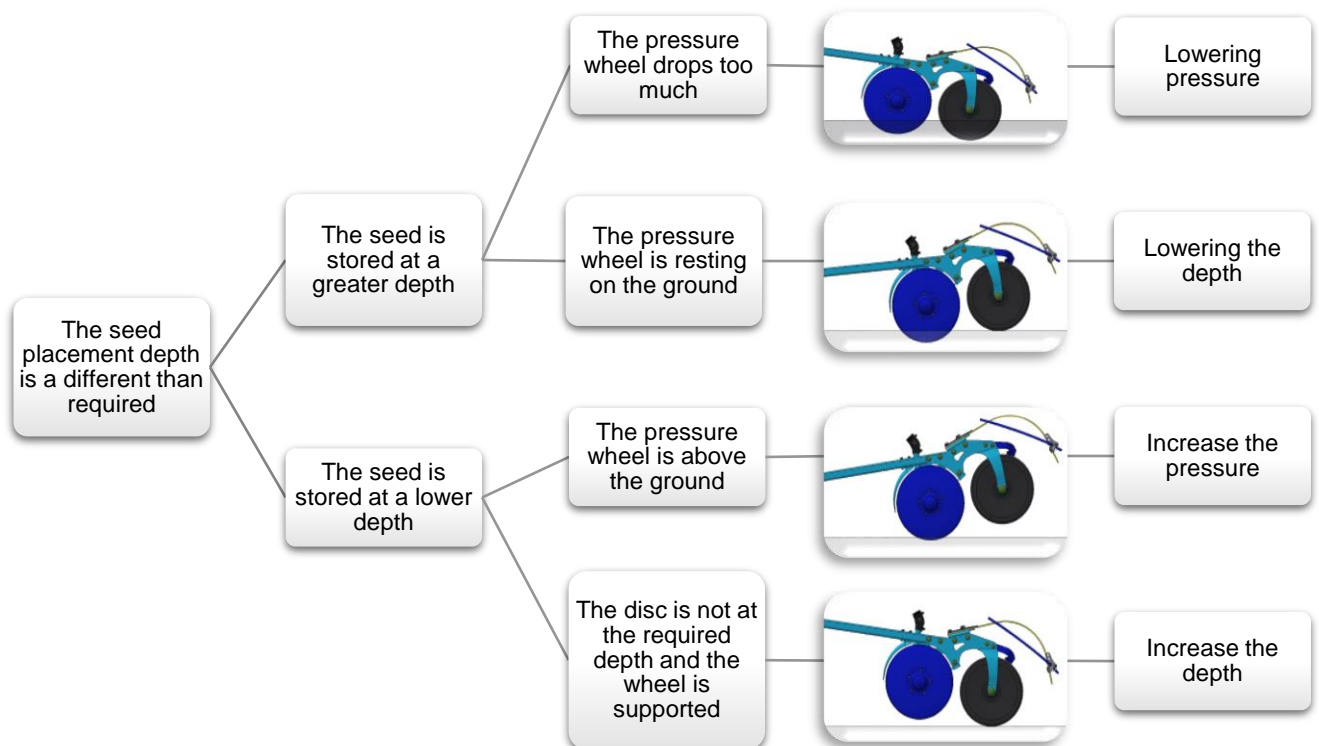 The seed
placement depth
is a different than
required
The seed is
stored at a
greater depth
The pressure
wheel drops too
much
Lowering
pressure
The pressure
wheel is resting
on the ground
Lowering the
depth
The seed is
stored at a lower
depth
The pressure
wheel is above
the ground
Increase the
pressure
The disc is not at
the required
depth and the
wheel is
supported
Increase the
depth